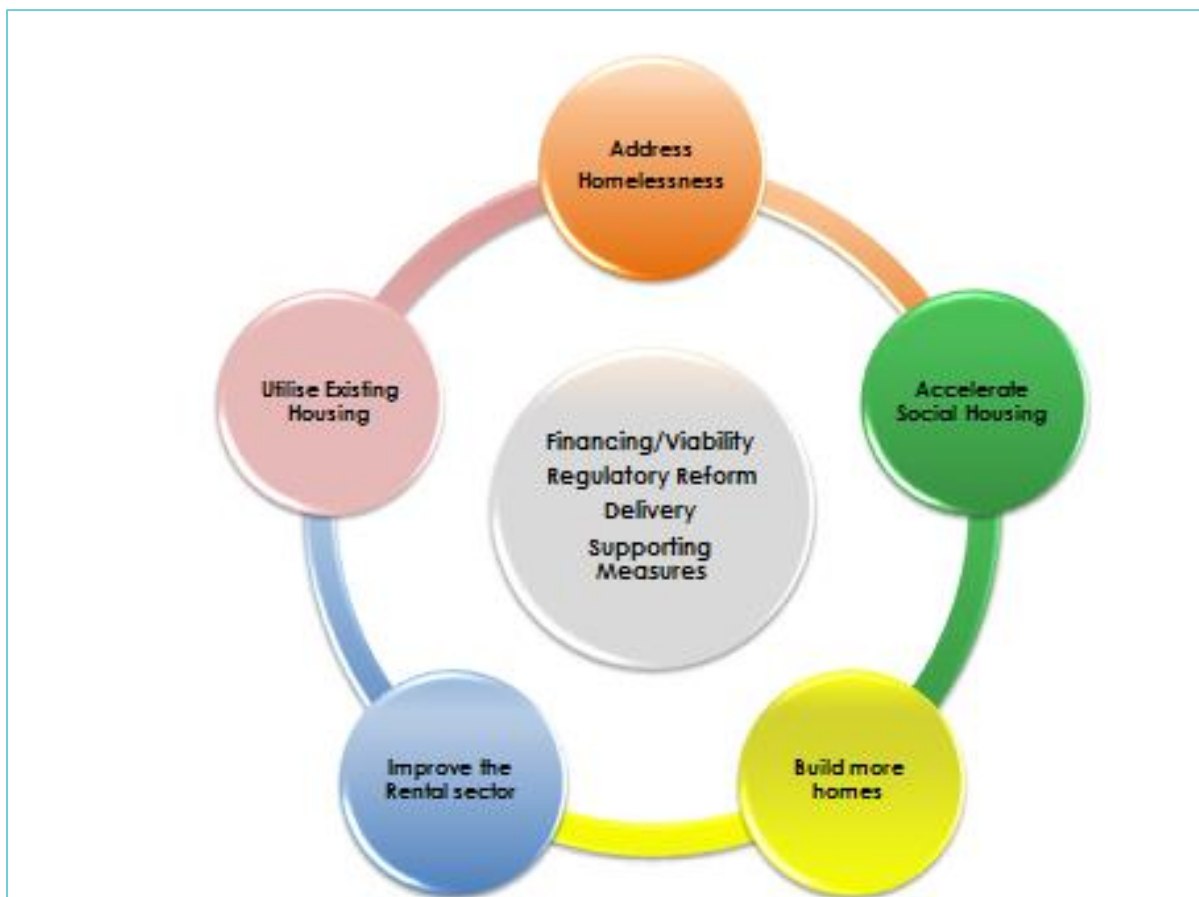 Address
Homelessness
Accelerate
Social Housing
Build more
homes
Improve the
Rental sector
Utilise Existing
Housing
Financing/Viability
Regulatory Reform
Delivery
Supporting
Measures